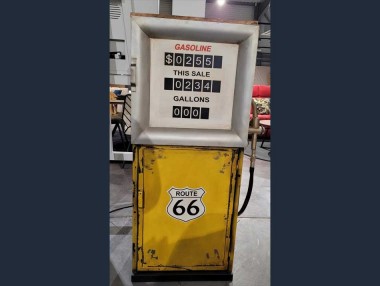 GASOLINE
$0255
THIS SALE
0234
GALLONS
000
ROUTE
66